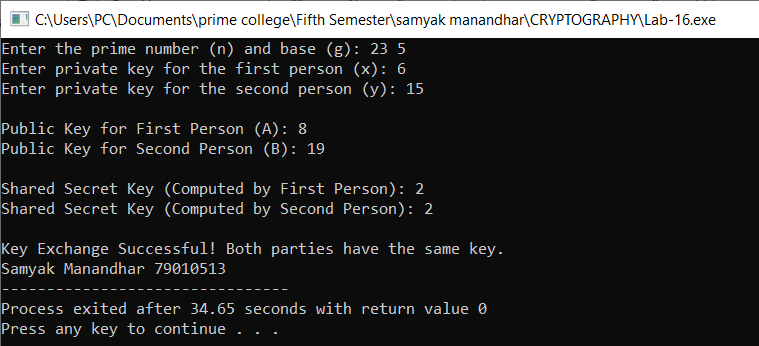 C:\Users\PC\Documents\prime college\Fifth Semester\samyak manandhar\CRYPTOGRAPHY\Lab-16.exe
Enter the prime number (n) and base (g): 23 5
Enter private key for the first person (x): 6
Enter private key for the second person (y): 15
Public Key for First Person (A): 8
Public Key for Second Person (B): 19
Shared Secret Key (Computed by First Person): 2
Shared Secret Key (Computed by Second Person): 2
Key Exchange Successful! Both parties have the same key.
Samyak Manandhar 79010513
--------------------------------
Process exited after 34.65 seconds with return value 0
Press any key to continue . . .